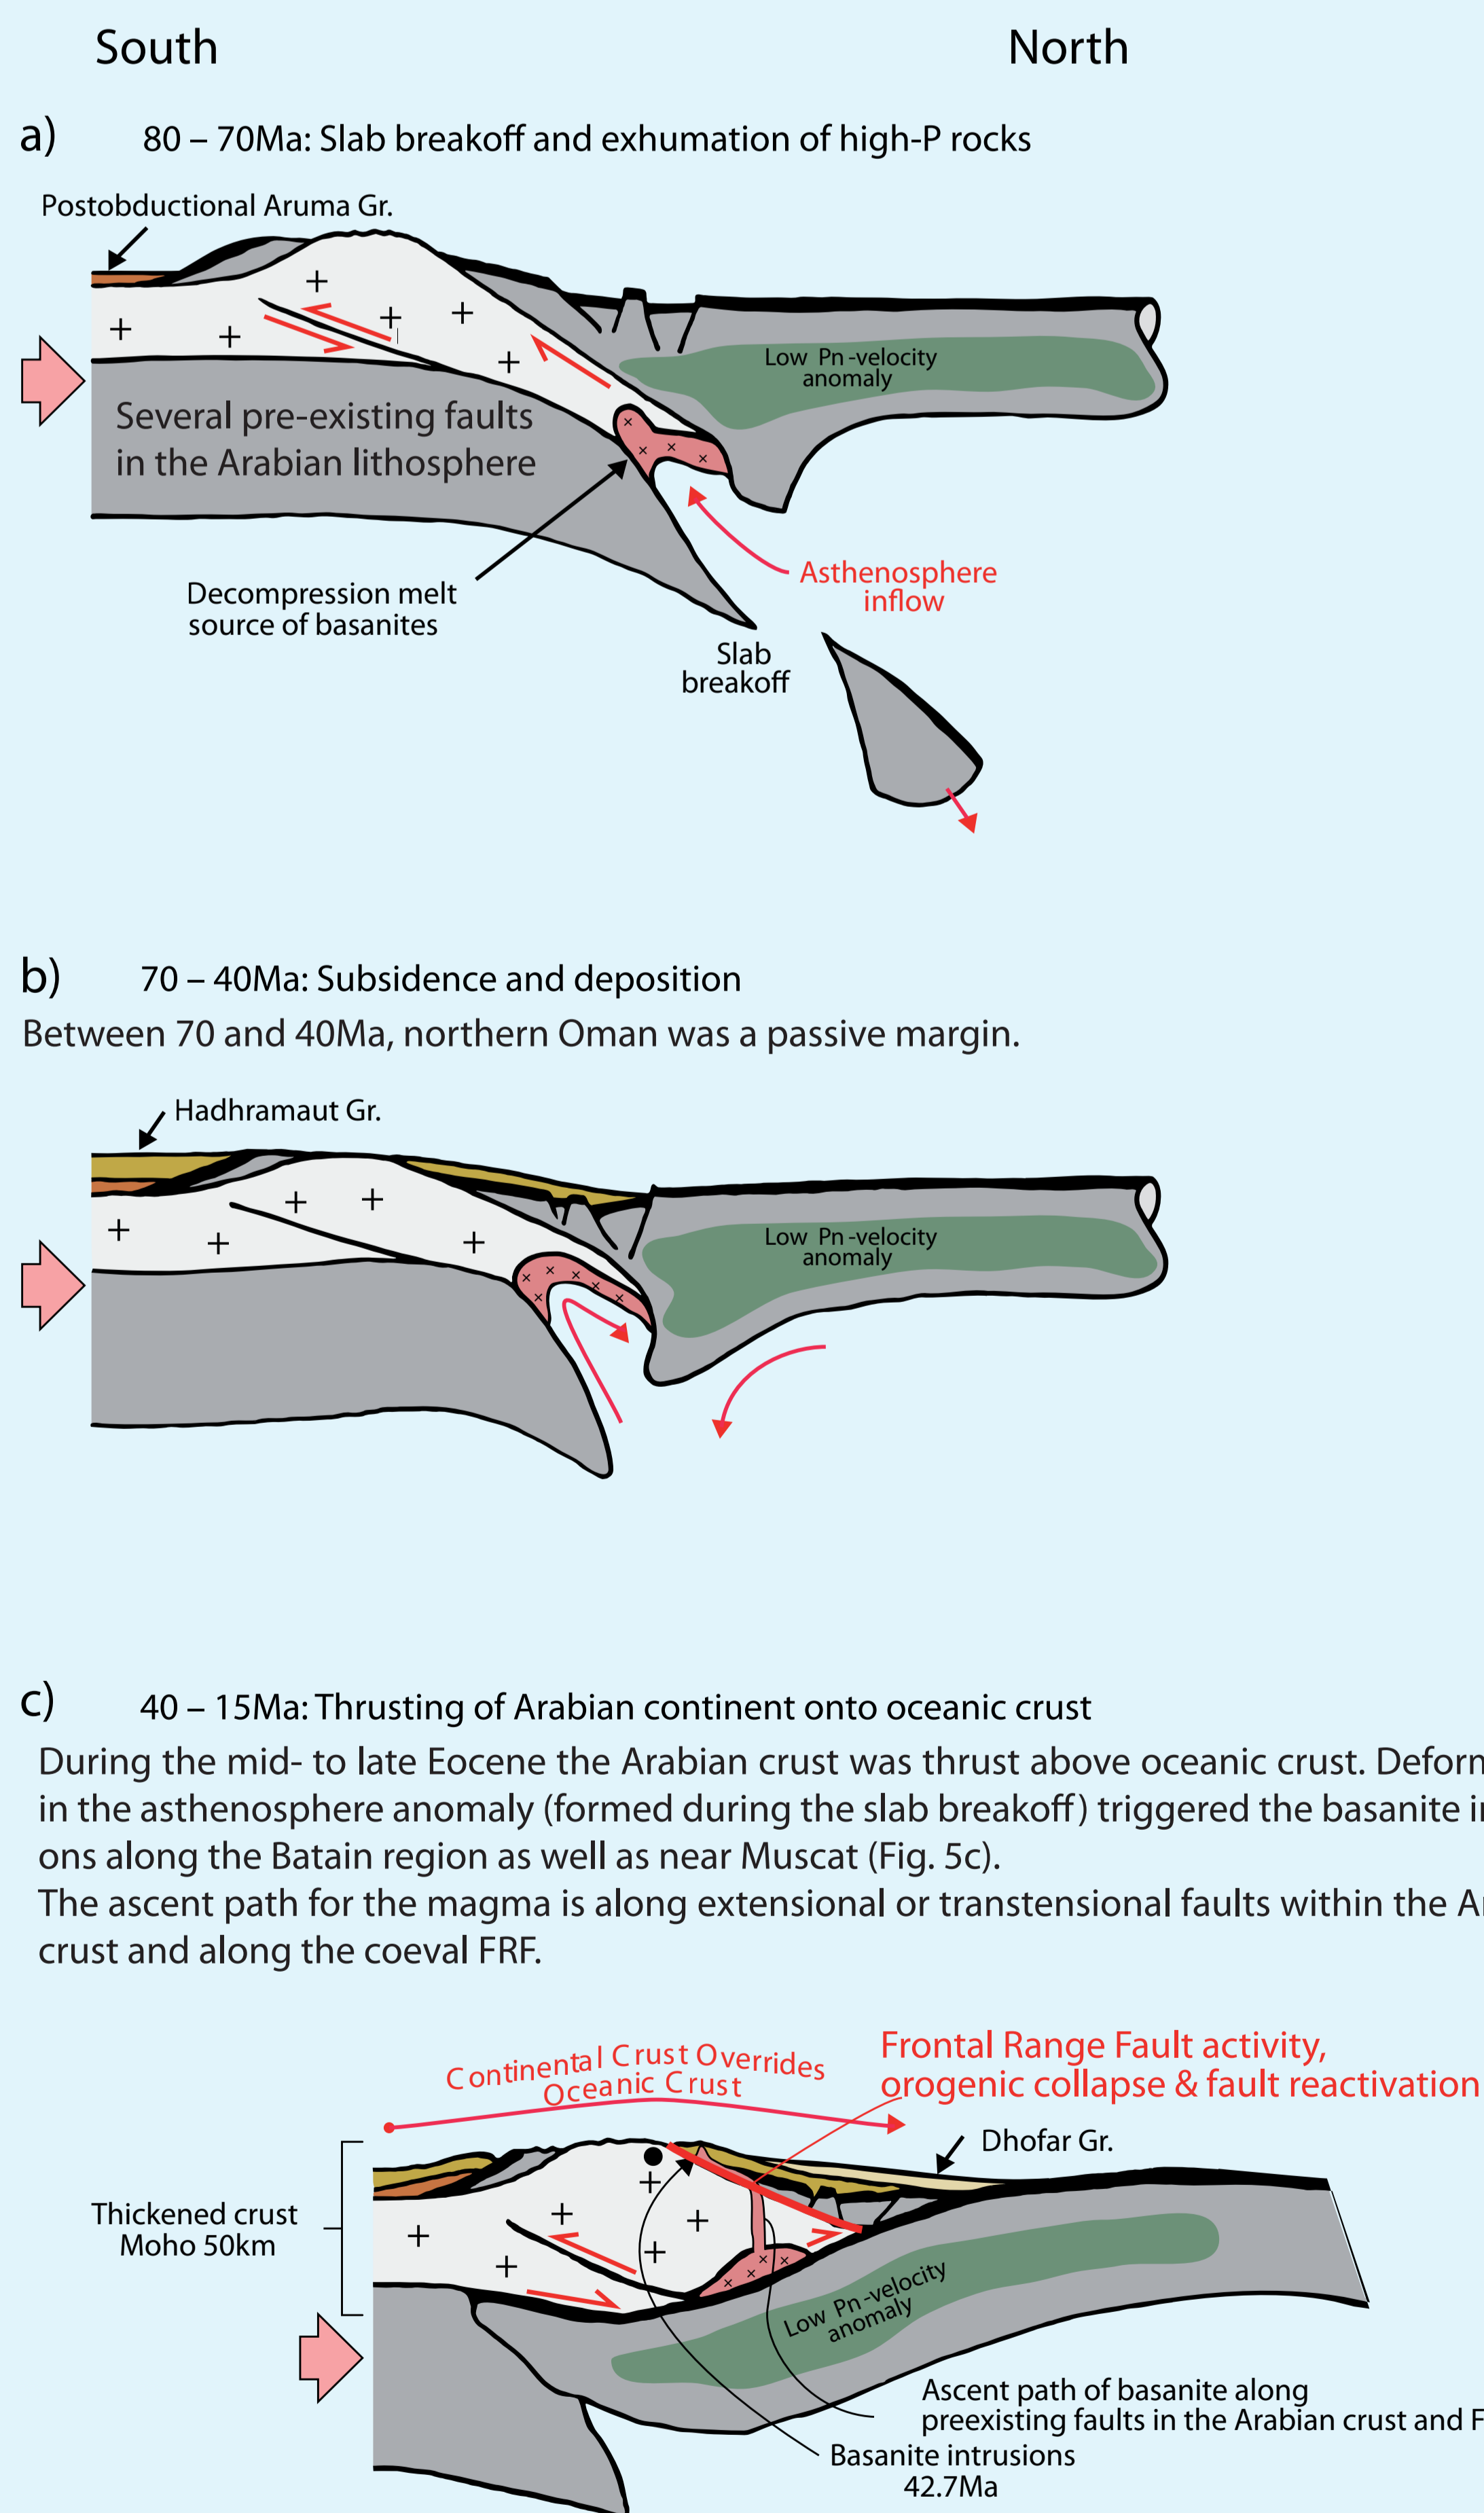 South
North
a)
80 – 70Ma: Slab breakoff and exhumation of high-P rocks
Postobductional Aruma Gr.
Low Pn-velocity
anomaly
Several pre-existing faults
in the Arabian lithosphere
Asthenosphere
inflow
Decompression melt
source of basanites
Slab
breakoff
b)
70 – 40Ma: Subsidence and deposition
Between 70 and 40Ma, northern Oman was a passive margin.
Hadhramaut Gr.
Low Pn-velocity
anomaly
c)
40 – 15Ma: Thrusting of Arabian continent onto oceanic crust
During the mid- to late Eocene the Arabian crust was thrust above oceanic crust.
in the asthenosphere anomaly (formed during the slab breakoff) triggered the basanite
ons along the Batain region as well as near Muscat (Fig. 5c).
The ascent path for the magma is along extensional or transtensional faults within the
crust and along the coeval FRF.
Frontal Range Fault activity,
orogenic collapse & fault reactivation
Continental Crust Overrides
Oceanic Crust
Dhofar Gr.
Thickened crust
Moho 50km
Low Pn-velocity
anomaly
Ascent path of basanite along
preexisting faults in the Arabian crust and
Basanite intrusions
42.7Ma